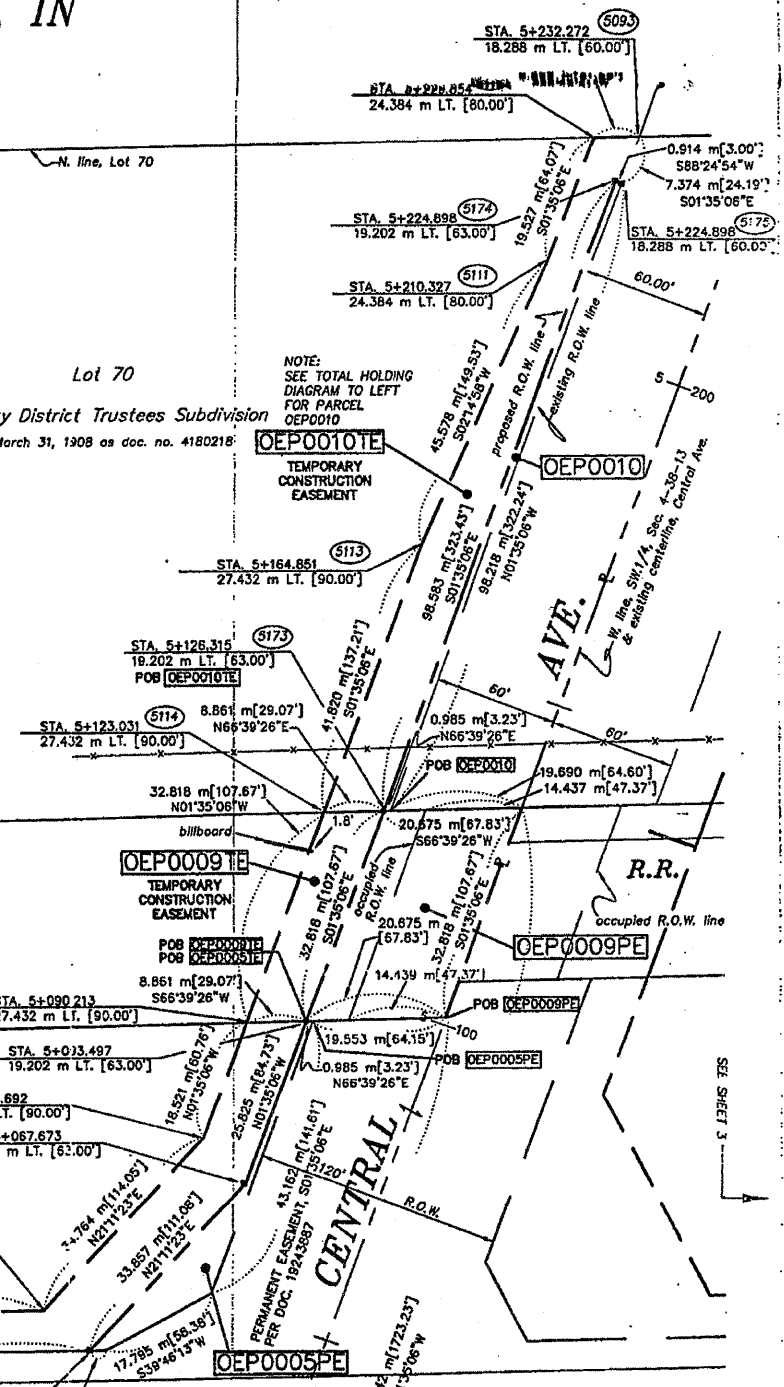 IN
STA. 5+232.272 5093
18.288 m LT. [60.00']
24.384 m LT. [80.00']
N. line, Lot 70
0.914 m[3.00']
S88°24'54"W
7.374 m[24.19']
S01°35'06"E
19.527 m[64.07']
S01°35'06"E
STA. 5+224.898 5174
19.202 m LT. [63.00']
STA. 5+224.898 5175
18.288 m LT. [60.00']
STA. 5+210.327 5111
24.384 m LT. [80.00']
60.00'
proposed R.O.W. line
existing R.O.W. line
Lot 70
NOTE:
SEE TOTAL HOLDING
DIAGRAM TO LEFT
FOR PARCEL
OEP0010
45.578 m[149.53']
S02°14'58"W
5
200
y District Trustees Subdivision
March 31, 1908 as doc. no. 4180218
OEP0010TE
TEMPORARY
CONSTRUCTION
EASEMENT
OEP0010
W. line, SW.1/4, Sec. 4-38-13
& existing centerline, Central Ave.
98.583 m[323.43']
S01°35'06"E
98.218 m[322.24']
N01°35'06"W
STA. 5+164.851 5113
27.432 m LT. [90.00']
AVE.
STA. 5+126.315 5173
19.202 m LT. [63.00']
POB OEP0010TE
41.820 m[137.21']
S01°35'06"E
STA. 5+123.031 5114
27.432 m LT. [90.00']
8.861 m[29.07']
N66°39'26"E
60'
60'
0.985 m[3.23']
N66°39'26"E
POB OEP0010
19.690 m[64.60']
14.437 m[47.37']
32.818 m[107.67']
N01°35'06"W
billboard
1.8'
20.675 m[67.83']
S66°39'26"W
OEP0009TE
TEMPORARY
CONSTRUCTION
EASEMENT
32.818 m[107.67']
S01°35'06"E
occupied
R.O.W. line
32.818 m[107.67']
S01°35'06"E
R.R.
occupied R.O.W. line
20.675 m
[67.83']
OEP0009PE
POB OEP0009TE
POB OEP0005TE
14.439 m[47.37']
8.861 m[29.07']
S66°39'26"W
POB OEP0009PE
STA. 5+090.213
27.432 m LT. [90.00']
5
100
19.553 m[64.15']
POB OEP0005PE
19.202 m LT. [63.00']
0.985 m[3.23']
N66°39'26"E
18.521 m[60.76']
N01°35'06"W
25.825 m[84.73']
N01°35'06"W
SEE SHEET 3
.692
LT. [90.00']
+067.673
m LT. [63.00']
43.162 m[141.61']
S01°35'06"E
120'
R.O.W.
CENTRAL
34.764 m[114.05']
N21°11'23"E
33.857 m[111.08']
N21°11'23"E
PERMANENT EASEMENT,
PER DOC. 19243887
17.795 m[58.38']
S39°46'13"W
OEP0005PE
42 m[1723.23']
°35'06"W